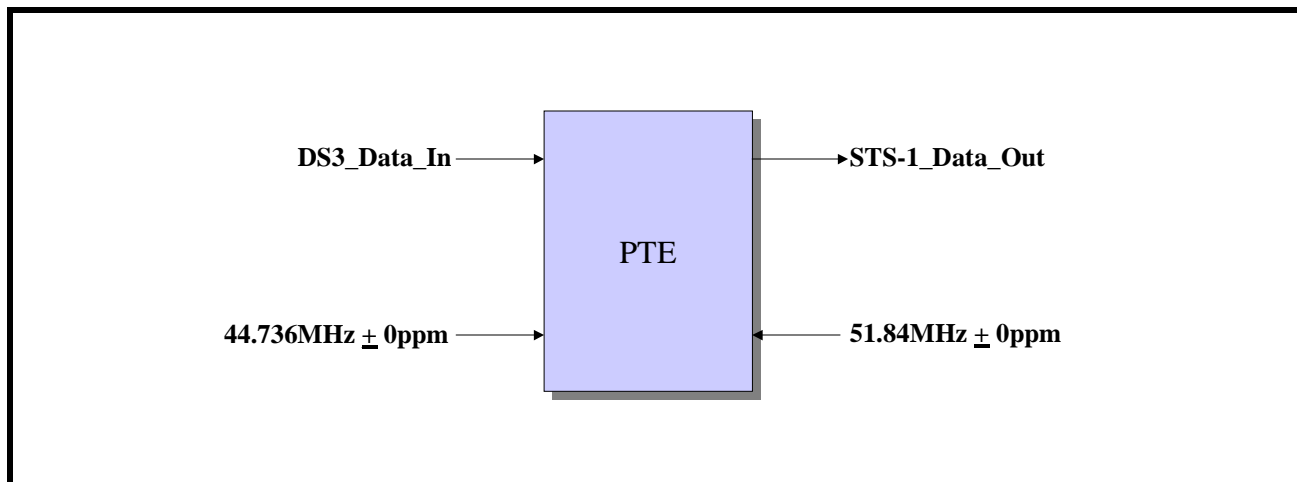 DS3_Data_In
STS-1_Data_Out
PTE
44.736MHz ± 0ppm
51.84MHz ± 0ppm